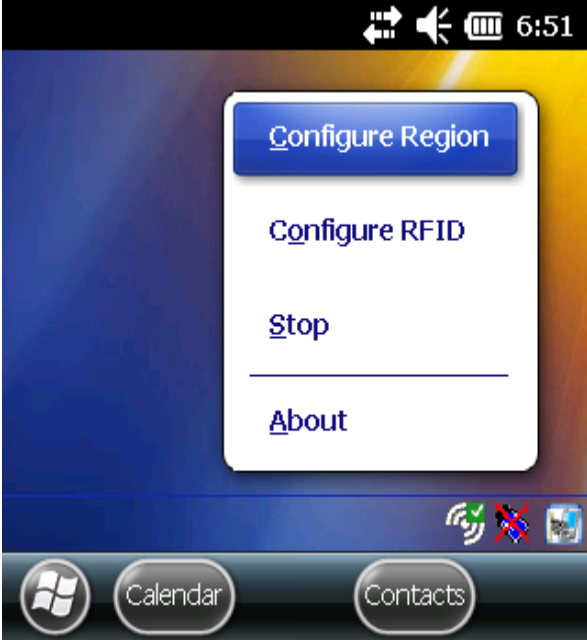 6:51
Configure Region
Configure RFID
Stop
About
Calendar
Contacts